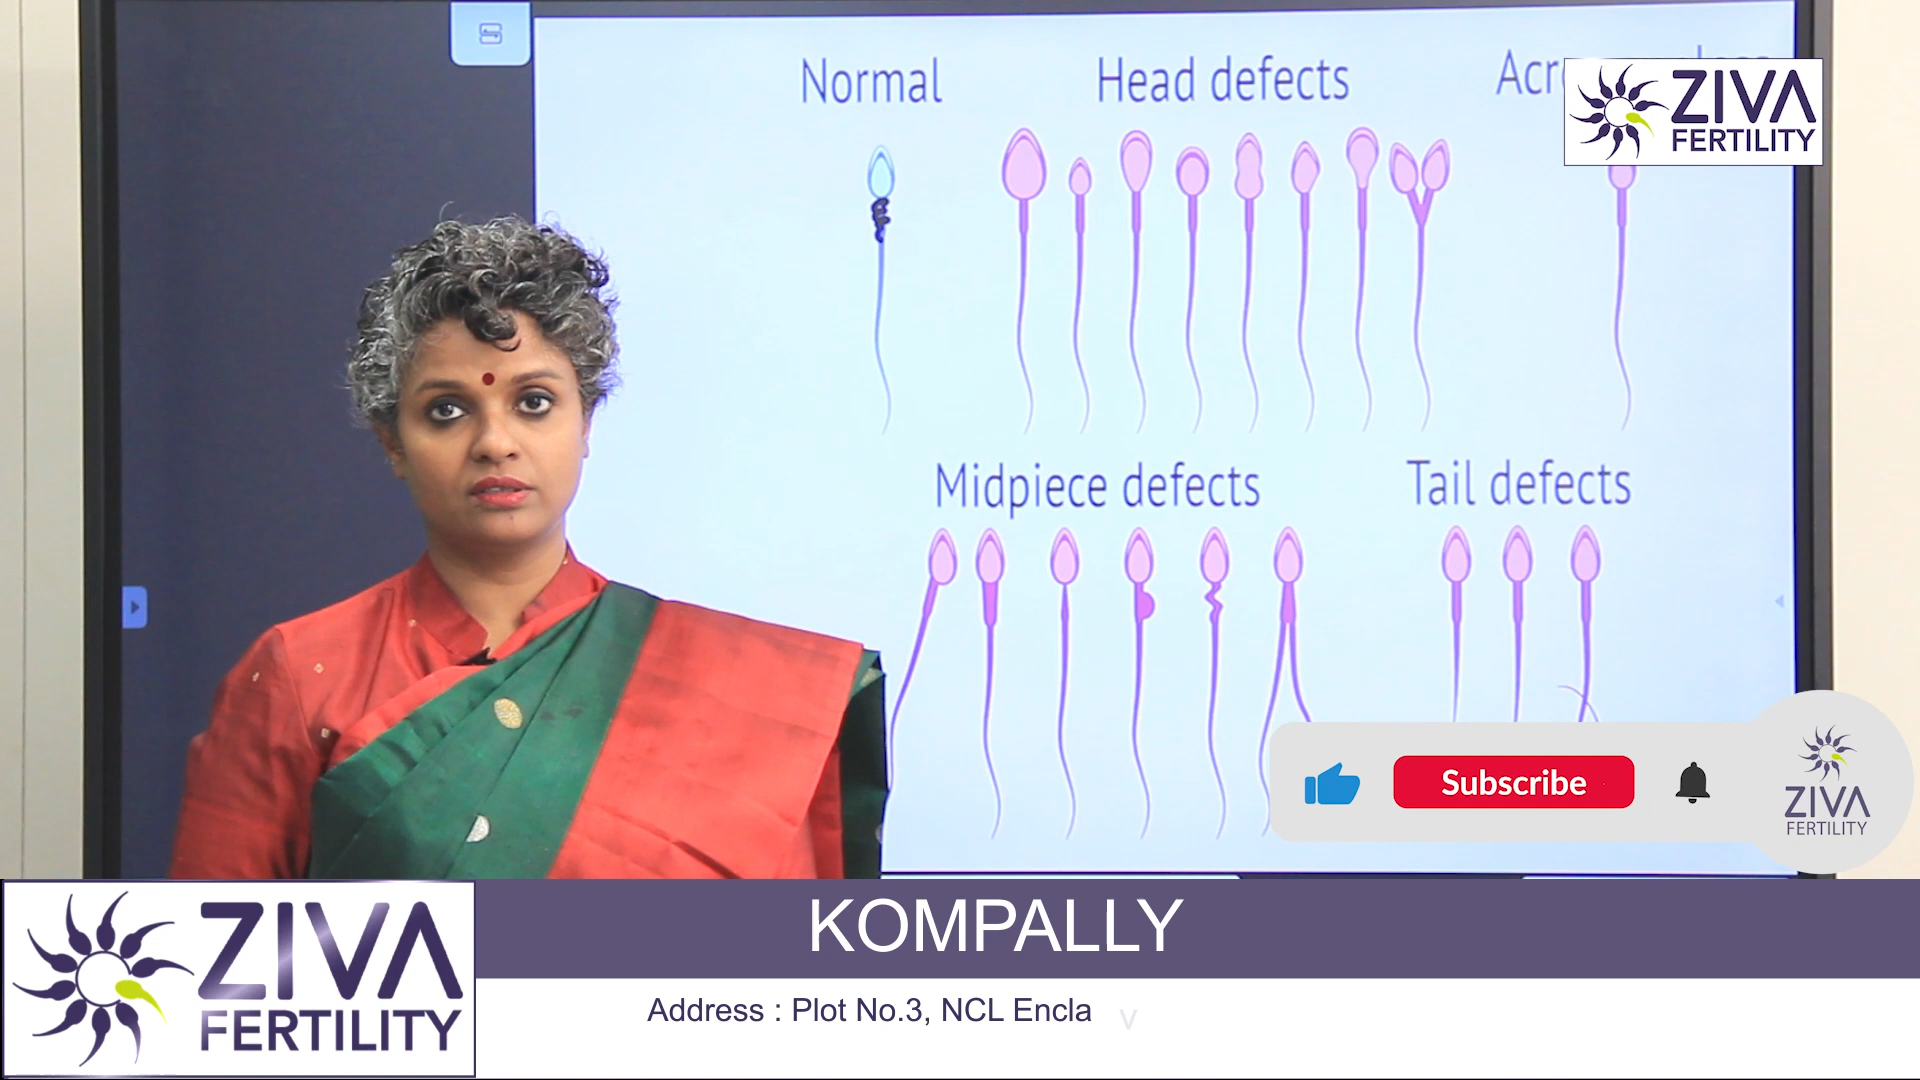 Normal
Head defects
ZIVA
FERTILITY
Midpiece defects
Tail defects
Subscribe
ZIVA
FERTILITY
ZIVA
FERTILITY
KOMPALLY
Address : Plot No.3, NCL Encla v